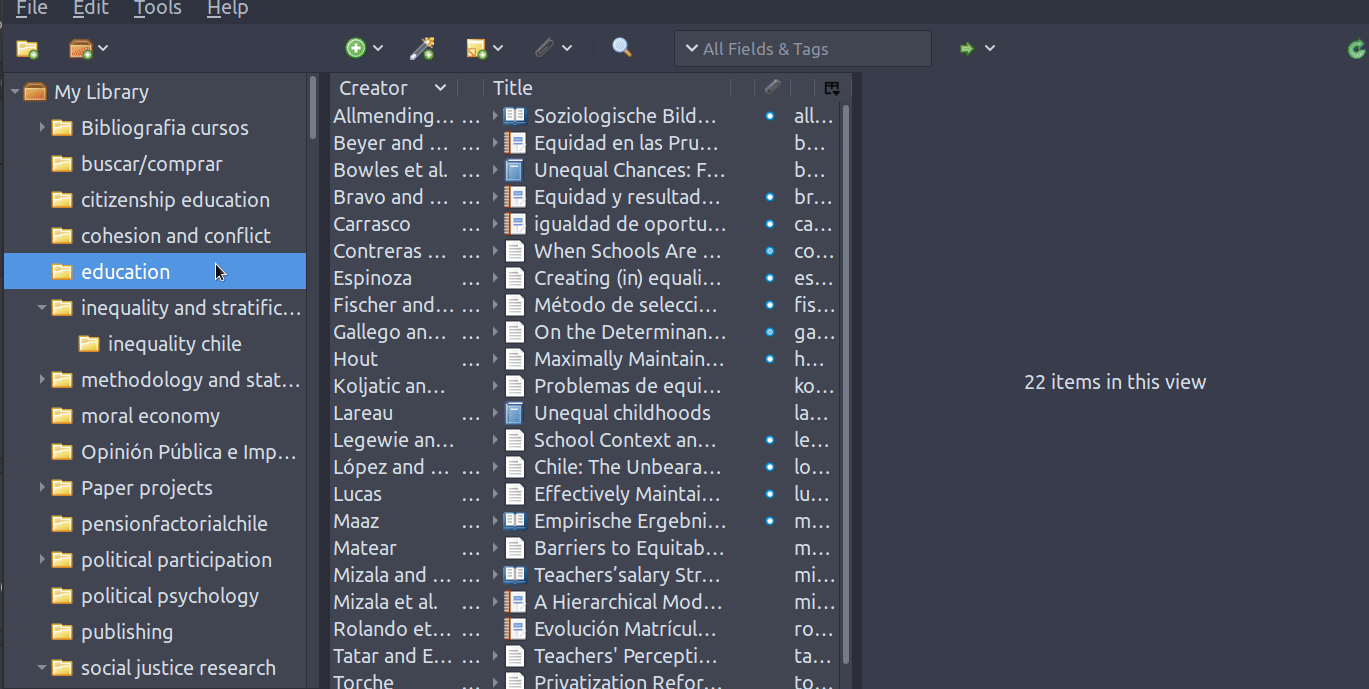 File Edit Tools Help
All Fields & Tags
My Library
Bibliografia cursos
buscar/comprar
citizenship education
cohesion and conflict
education
inequality and stratific...
inequality chile
methodology and stat...
moral economy
Opinión Pública e Imp...
Paper projects
pensionfactorialchile
political participation
political psychology
publishing
social justice research
Creator Title
Allmending... ... Soziologische Bild... all...
Beyer and ... ... Equidad en las Pru... b...
Bowles et al. ... Unequal Chances: F... b...
Bravo and ... ... Equidad y resultad... br...
Carrasco ... igualdad de oportu... ca...
Contreras ... ... When Schools Are ... co...
Espinoza ... Creating (in) equali... es...
Fischer and... ... Método de selecci... fis...
Gallego an... ... On the Determinan... ga...
Hout ... Maximally Maintain... h...
Koljatic an... ... Problemas de equi... ko...
Lareau ... Unequal childhoods la...
Legewie an... ... School Context an... le...
López and ... ... Chile: The Unbeara... lo...
Lucas ... Effectively Maintai... lu...
Maaz ... Empirische Ergebni... m...
Matear ... Barriers to Equitab... m...
Mizala and ... ... Teachers’salary Str... mi...
Mizala et al. ... A Hierarchical Mod... mi...
Rolando et... ... Evolución Matrícul... ro...
Tatar and E... ... Teachers' Percepti... ta...
Torche ... Privatization Refor... to...
22 items in this view